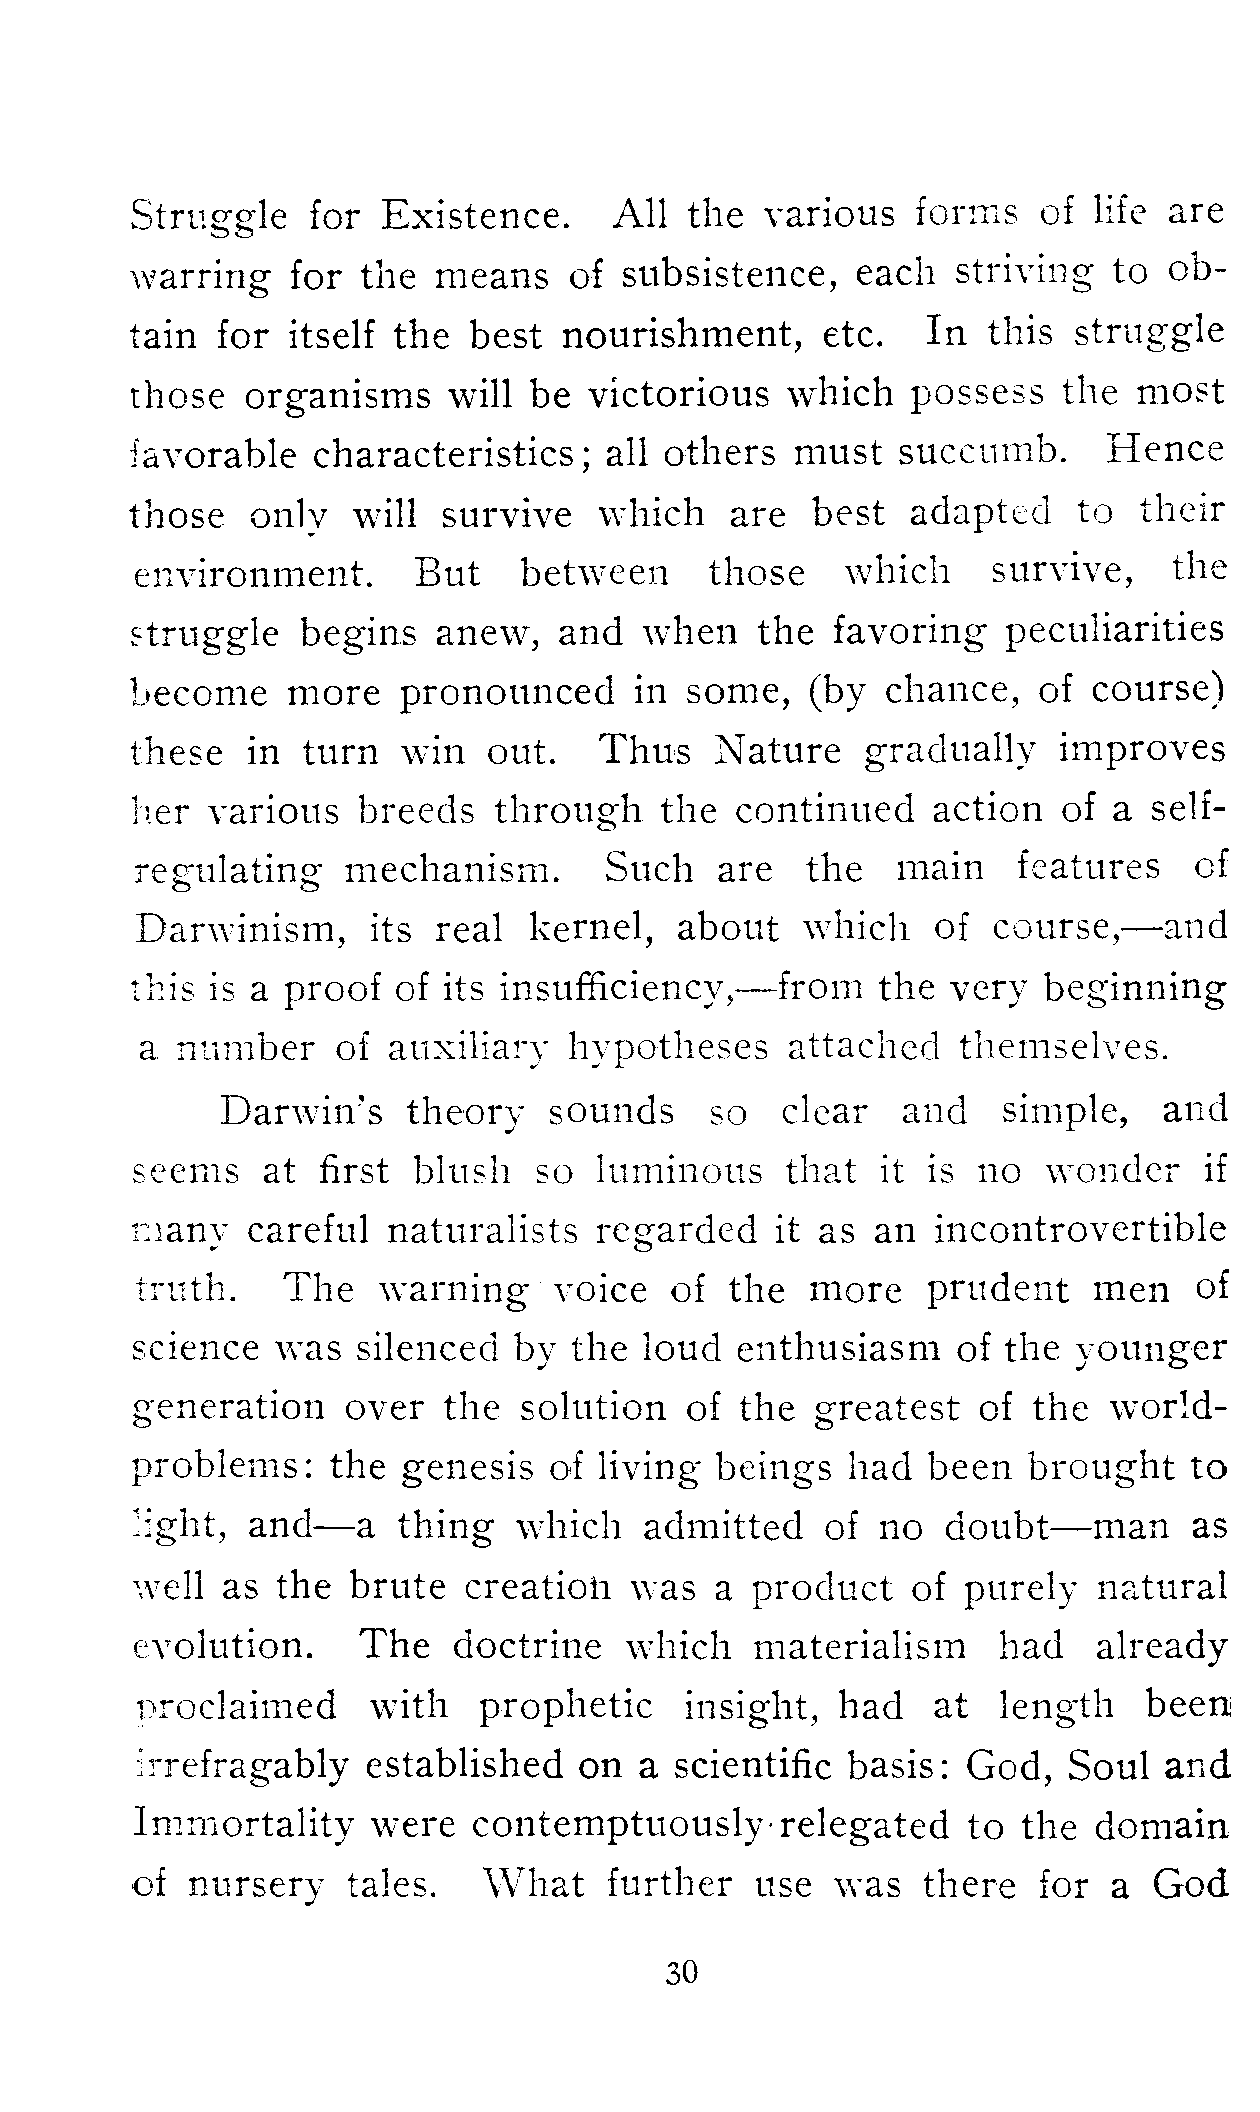 Struggle for Existence. All the various forms of life are
warring for the means of subsistence, each striving to ob-
tain for itself the best nourishment, etc. In this struggle
those organisms will be victorious which possess the most
favorable characteristics; all others must succumb. Hence
those only will survive which are best adapted to their
environment. But between those which survive, the
struggle begins anew, and when the favoring peculiarities
become more pronounced in some, (by chance, of course)
these in turn win out. Thus Nature gradually improves
her various breeds through the continued action of a self-
regulating mechanism. Such are the main features of
Darwinism, its real kernel, about which of course,—and
this is a proof of its insufficiency,—from the very beginning
a number of auxiliary hypotheses attached themselves.
Darwin's theory sounds so clear and simple, and
seems at first blush so luminous that it is no wonder if
many careful naturalists regarded it as an incontrovertible
truth. The warning voice of the more prudent men of
science was silenced by the loud enthusiasm of the younger
generation over the solution of the greatest of the world-
problems: the genesis of living beings had been brought to
light, and—a thing which admitted of no doubt—man as
well as the brute creation was a product of purely natural
evolution. The doctrine which materialism had already
proclaimed with prophetic insight, had at length been
irrefragably established on a scientific basis: God, Soul and
Immortality were contemptuously relegated to the domain
of nursery tales. What further use was there for a God
30